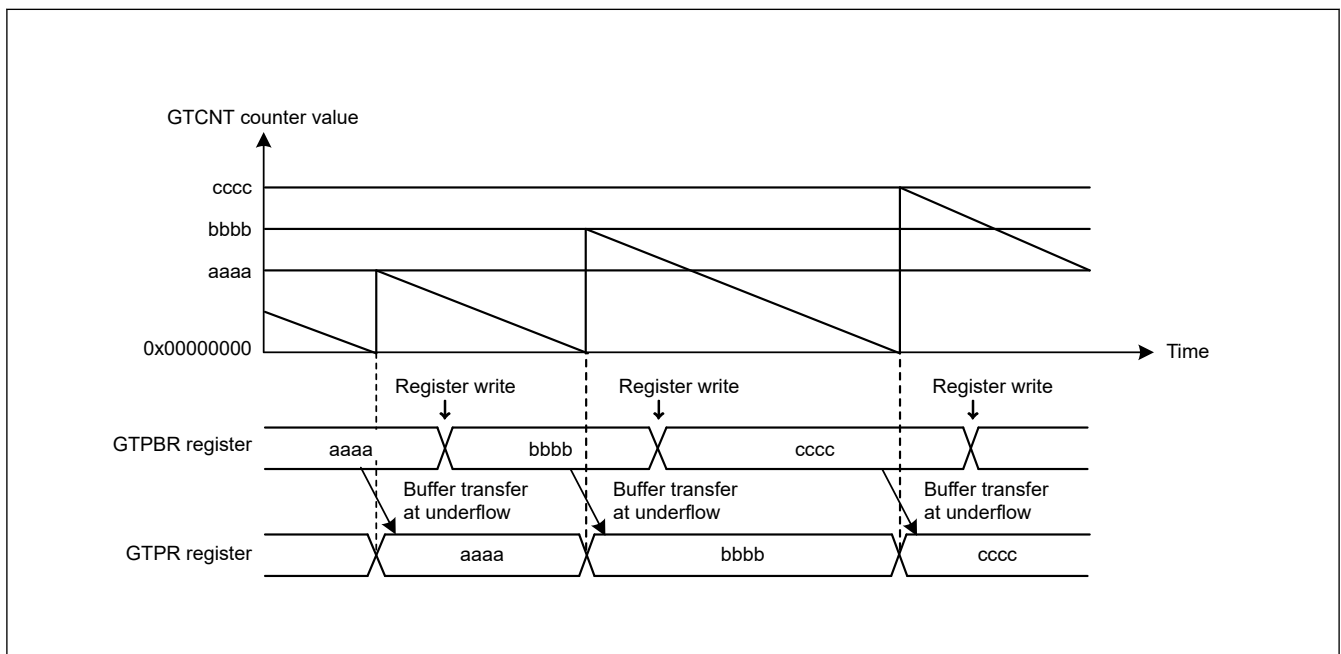 GTCNT counter value
cccc
bbbb
aaaa
0x00000000
Time
Register write
Register write
Register write
GTPBR register
aaaa
bbbb
cccc
Buffer transfer
at underflow
Buffer transfer
at underflow
Buffer transfer
at underflow
GTPR register
aaaa
bbbb
cccc